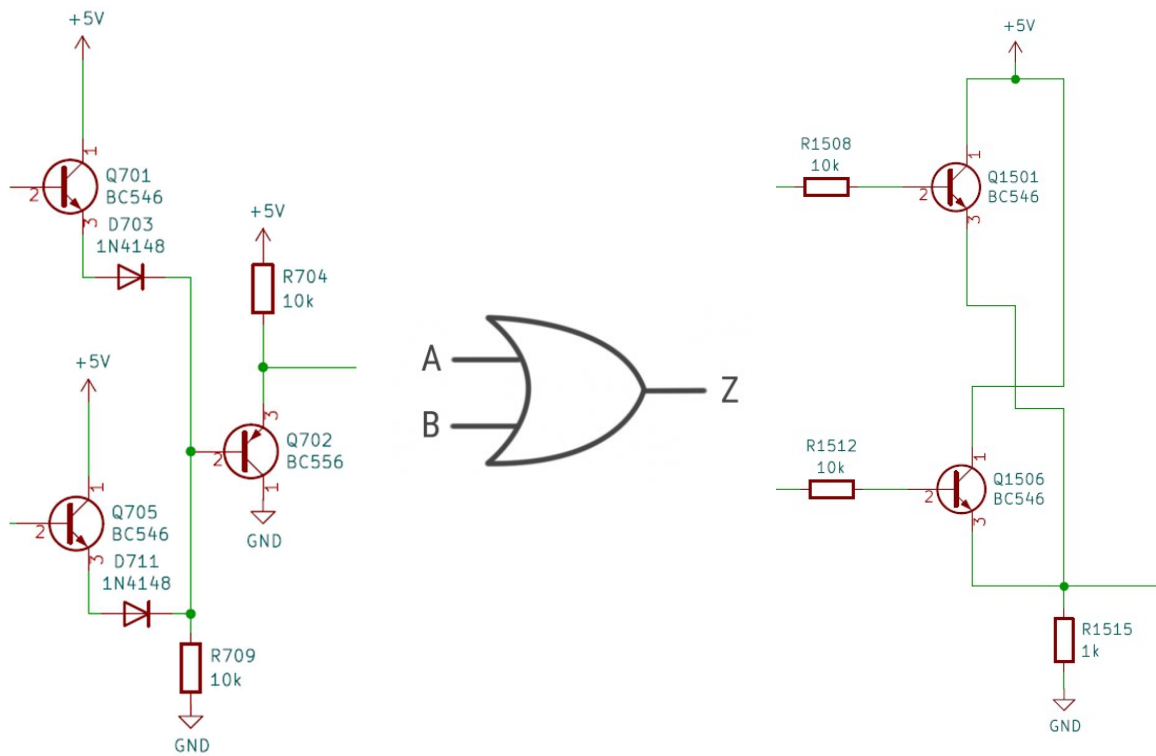 +5V
1
Q701
BC546
2
3
D703
1N4148
+5V
R704
10k
+5V
3
Q702
BC556
2
1
GND
1
Q705
BC546
2
3
D711
1N4148
R709
10k
GND
A
B
Z
+5V
R1508
10k
1
Q1501
BC546
2
3
R1512
10k
1
Q1506
BC546
2
3
R1515
1k
GND